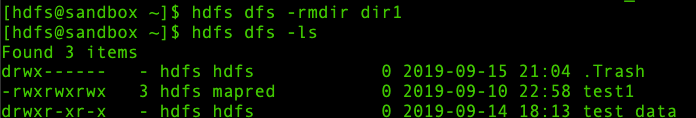 [hdfs@sandbox ~]$ hdfs dfs -rmdir dir1
[hdfs@sandbox ~]$ hdfs dfs -ls
Found 3 items
drwx------   - hdfs hdfs            0 2019-09-15 21:04 .Trash
-rwxrwxrwx   3 hdfs mapred          0 2019-09-10 22:58 test1
drwxr-xr-x   - hdfs hdfs            0 2019-09-14 18:13 test_data